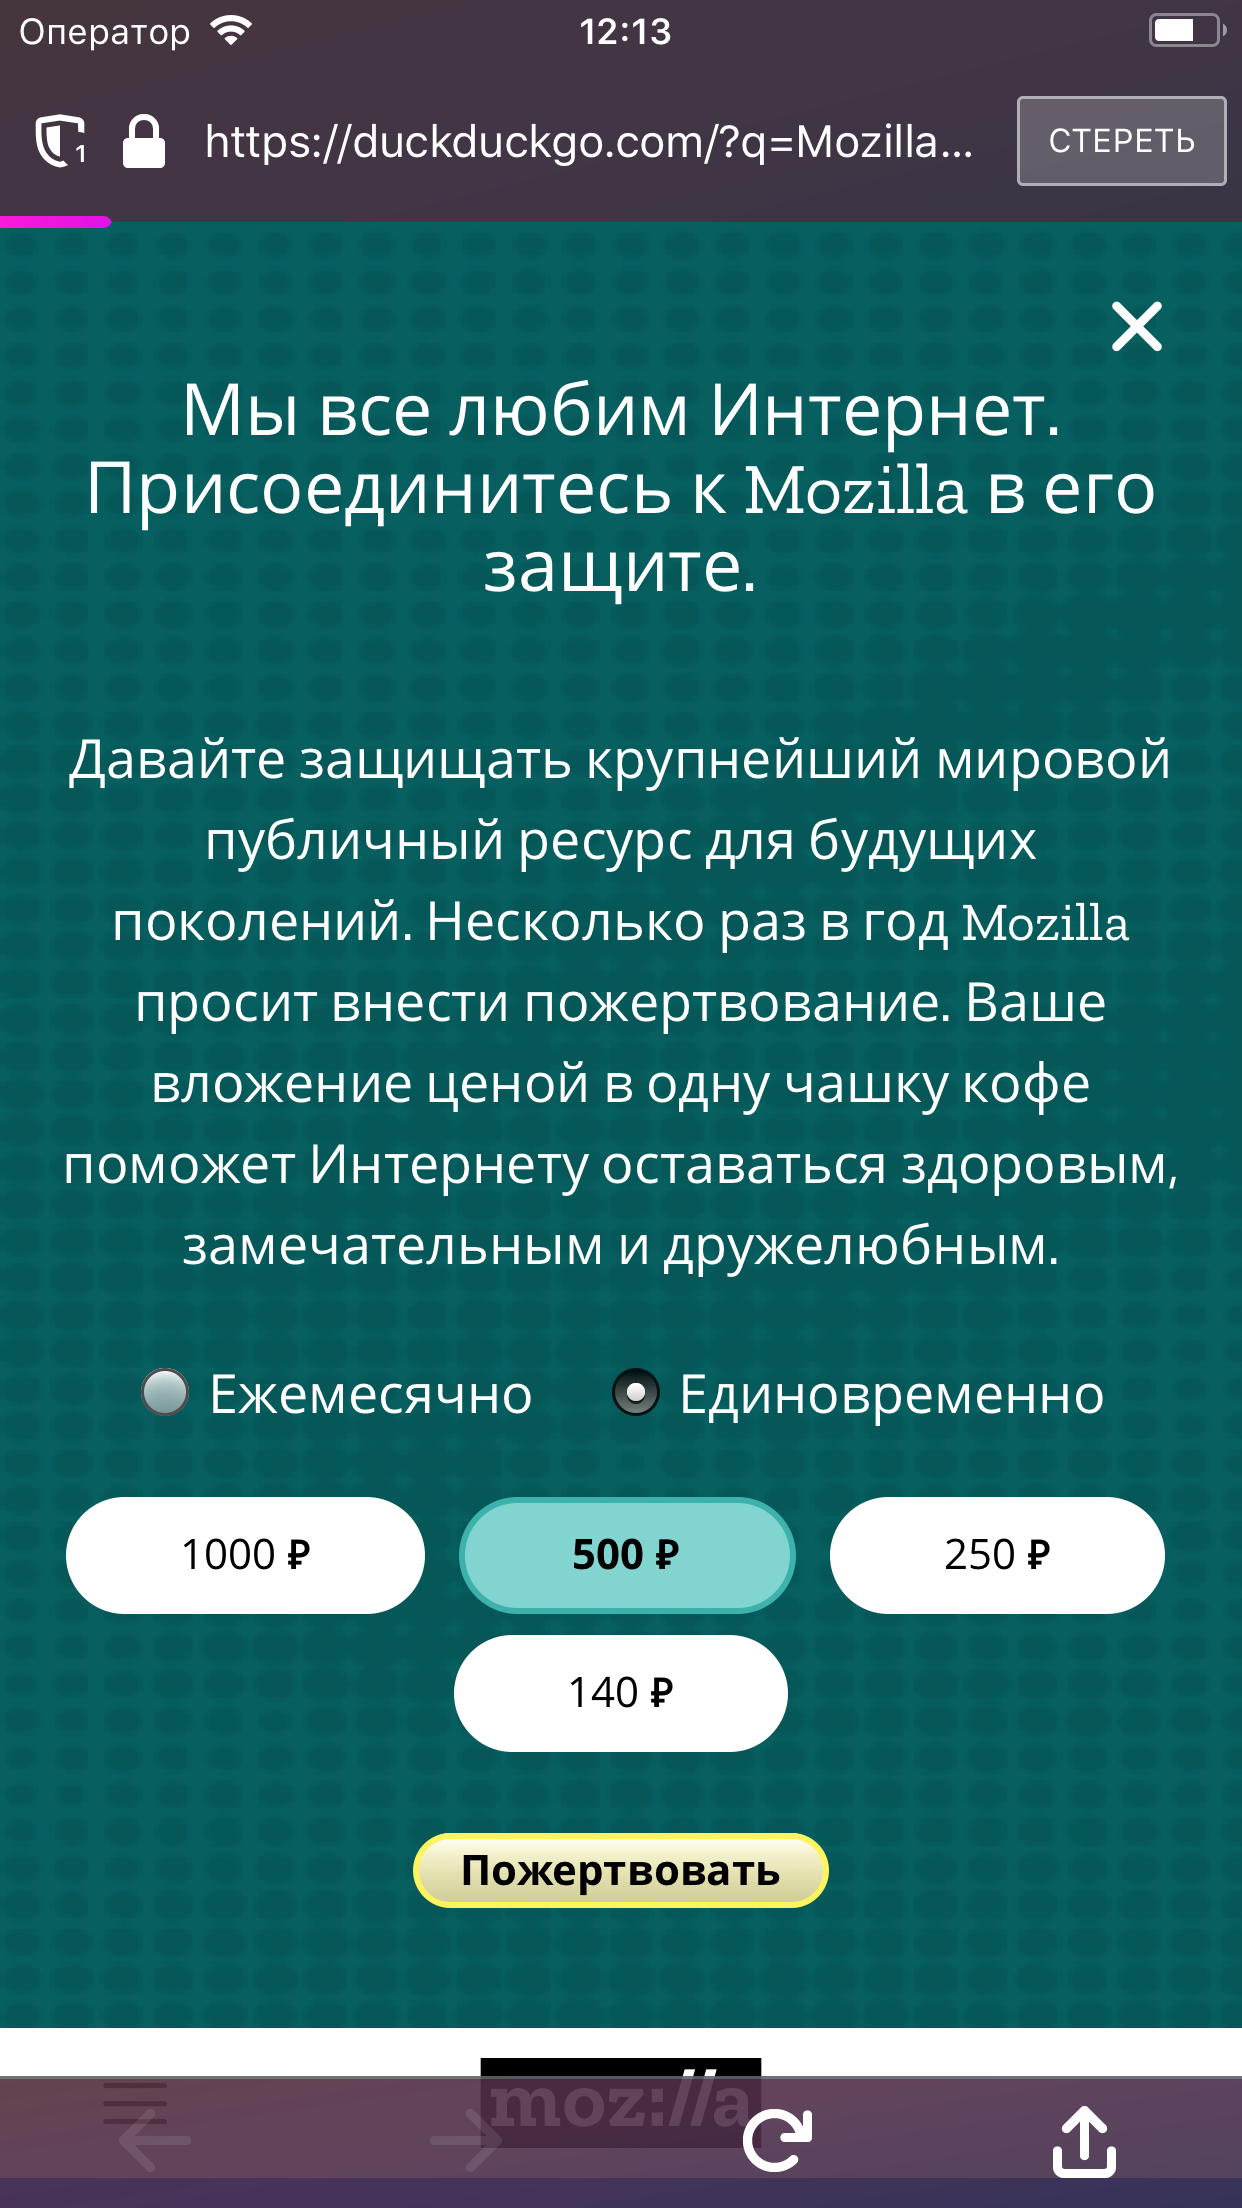 Оператор
12:13
1
https://duckduckgo.com/?q=Mozilla...
СТЕРЕТЬ
Мы все любим Интернет.
Присоединитесь к Mozilla в его
защите.
Давайте защищать крупнейший мировой
публичный ресурс для будущих
поколений. Несколько раз в год Mozilla
просит внести пожертвование. Ваше
вложение ценой в одну чашку кофе
поможет Интернету оставаться здоровым,
замечательным и дружелюбным.
Ежемесячно
Единовременно
1000 ₽
500 ₽
250 ₽
140 ₽
Пожертвовать
moz://a